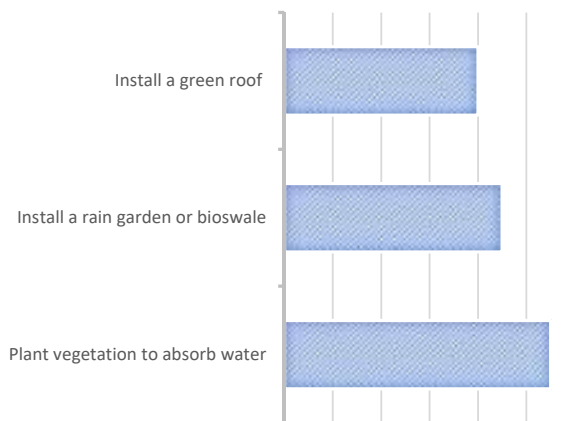 Install a green roof
Install a rain garden or bioswale
Plant vegetation to absorb water